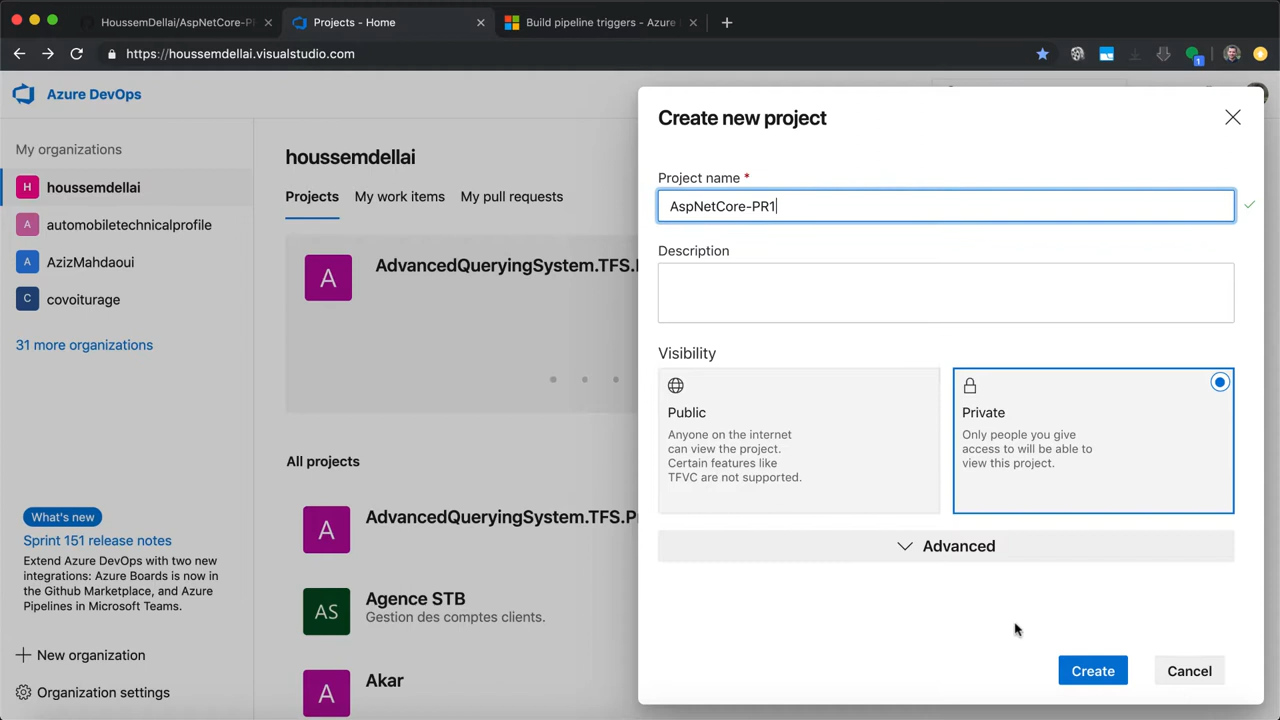 HoussemDellai/AspNetCore-P
Projects - Home
Build pipeline triggers - Azure
https://houssemdellai.visualstudio.com
1
Azure DevOps
My organizations
H houssemdellai
A automobiletechnicalprovider
A AzizMahdaoui
C covoiturage
31 more organizations
What's new
Sprint 151 release notes
Extend Azure DevOps with two new
integrations: Azure Boards is now in
the Github Marketplace, and Azure
Pipelines in Microsoft Teams.
New organization
Organization settings
houssemdellai
Projects My work items My pull requests
A AdvancedQueryingSystem.TFS.
All projects
A AdvancedQueryingSystem.TFS.P
AS Agence STB
Gestion des comptes clients.
A Akar
Create new project
Project name *
AspNetCore-PR1
Description
Visibility
Public
Anyone on the internet
can view the project.
Certain features like
TFVC are not supported.
Private
Only people you give
access to will be able to
view this project.
Advanced
Create Cancel